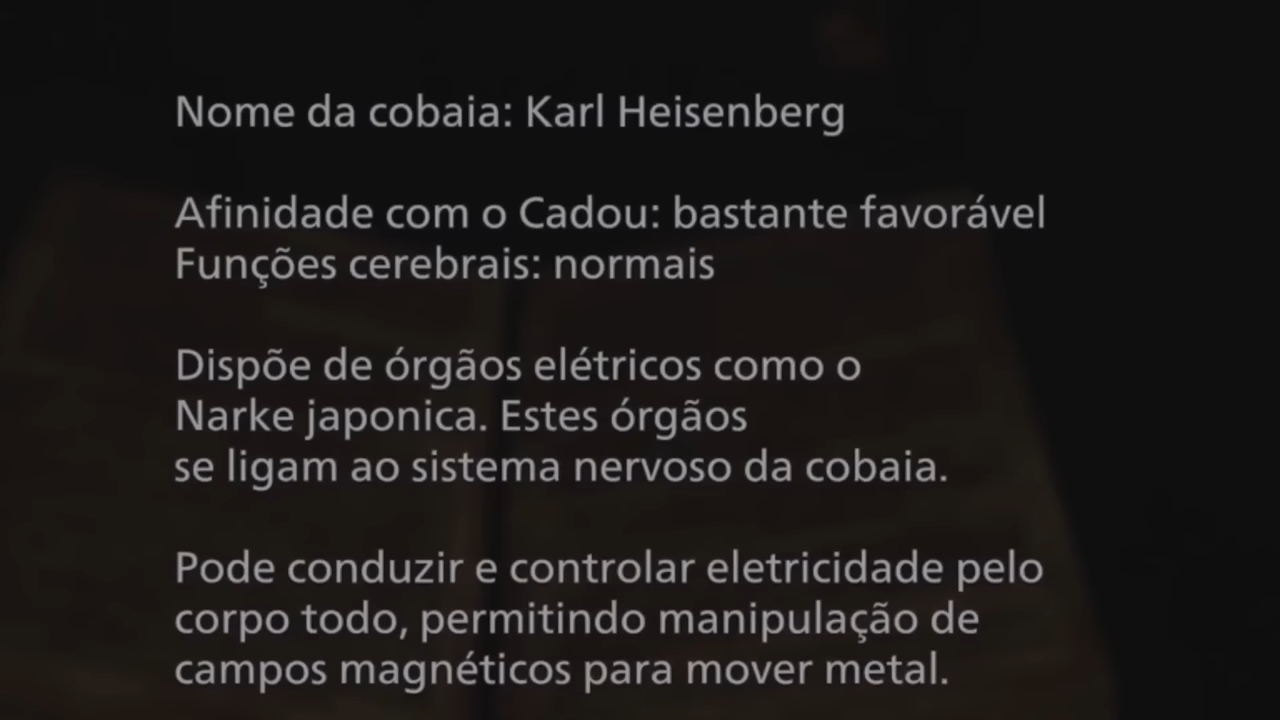 Nome da cobaia: Karl Heisenberg
Afinidade com o Cadou: bastante favorável
Funções cerebrais: normais
Dispõe de órgãos elétricos como o
Narke japonica. Estes órgãos
se ligam ao sistema nervoso da cobaia.
Pode conduzir e controlar eletricidade pelo
corpo todo, permitindo manipulação de
campos magnéticos para mover metal.